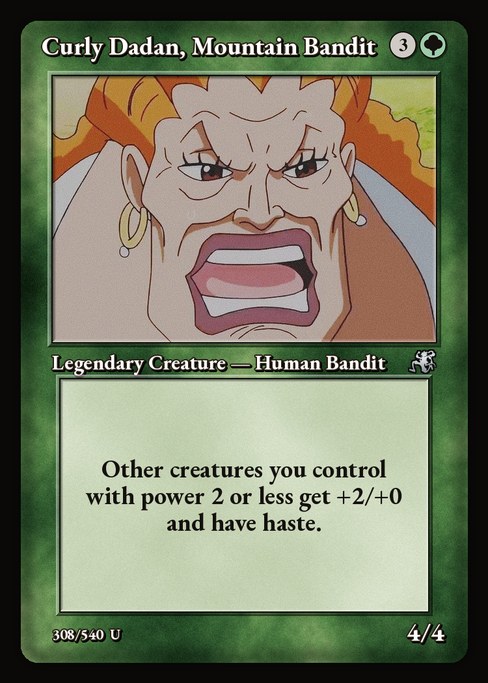 Curly Dadan, Mountain Bandit 3
Legendary Creature — Human Bandit
Other creatures you control
with power 2 or less get +2/+0
and have haste.
308/540 U 4/4